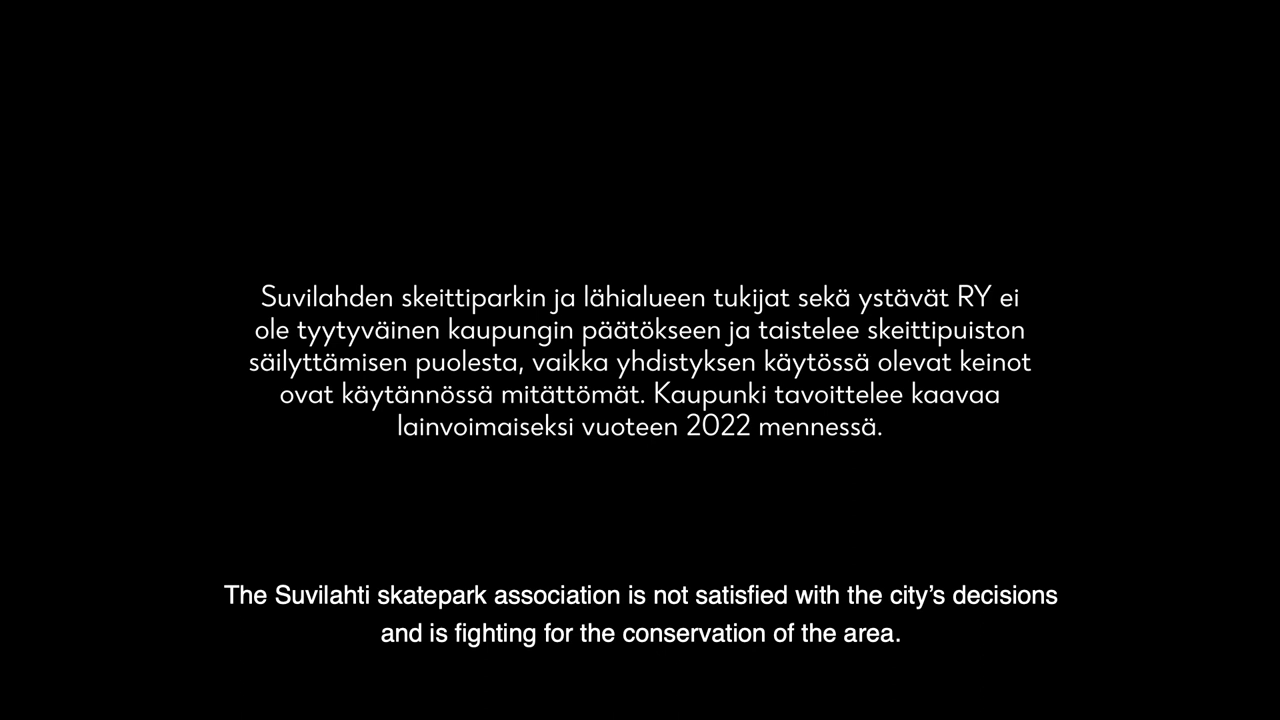 Suvilahden skeittiparkin ja lähialueen tukijat sekä ystävät RY ei
ole tyytyväinen kaupungin päätökseen ja taistelee skeittipuiston
säilyttämisen puolesta, vaikka yhdistyksen käytössä olevat keinot
ovat käytännössä mitättömät. Kaupunki tavoittelee kaavaa
lainvoimaiseksi vuoteen 2022 mennessä.
The Suvilahti skatepark association is not satisfied with the city’s decisions
and is fighting for the conservation of the area.